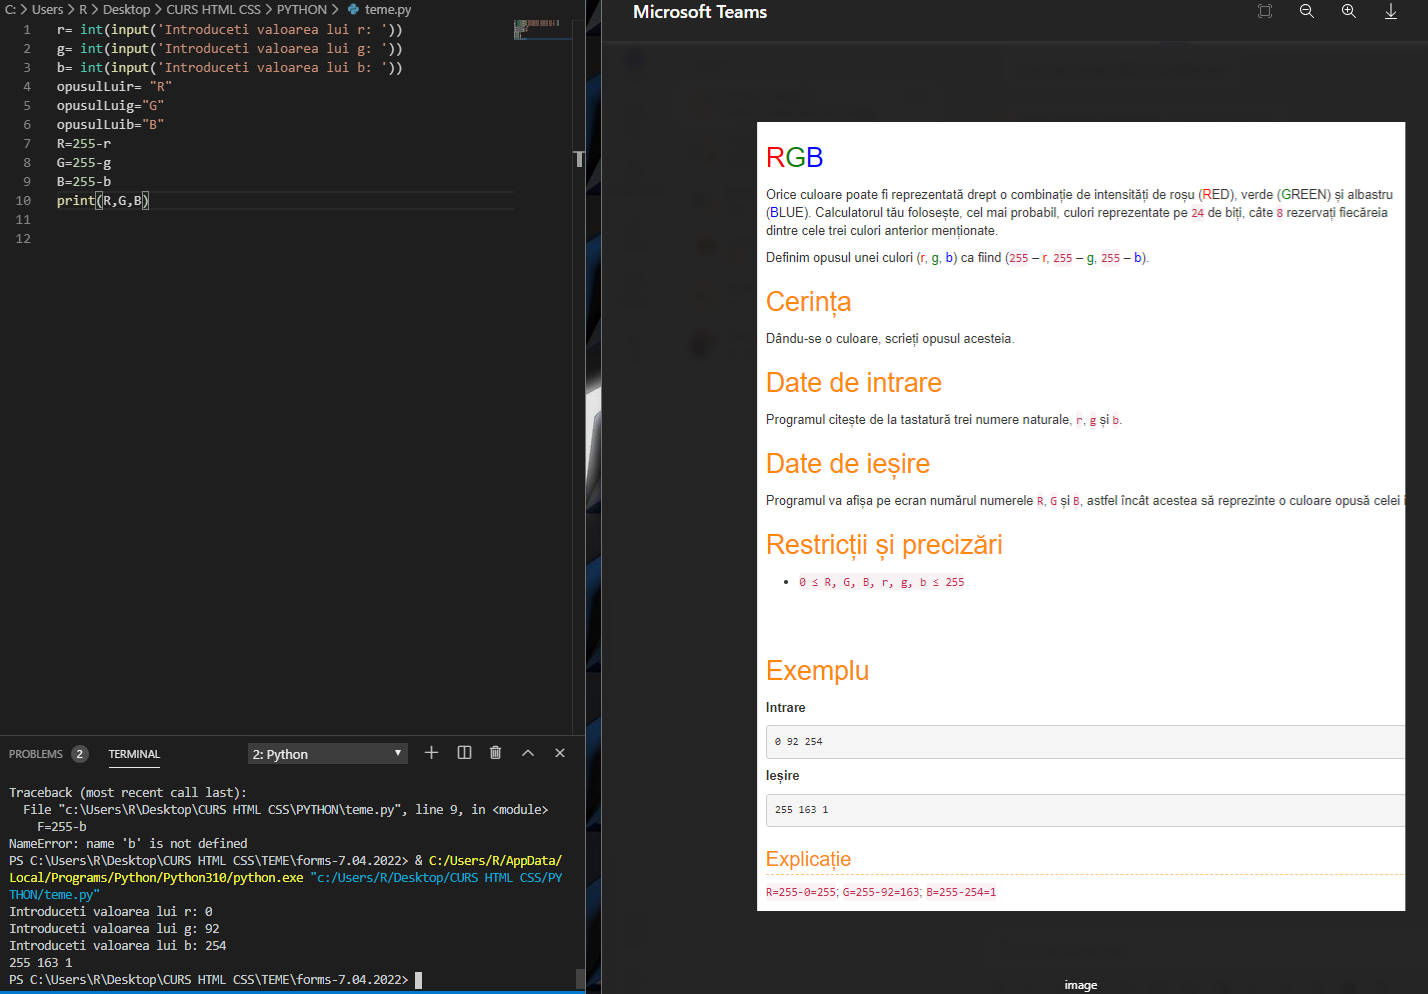 C: > Users > R > Desktop > CURS HTML CSS > PYTHON > teme.py
1 r= int(input('Introduceti valoarea lui r: '))
2 g= int(input('Introduceti valoarea lui g: '))
3 b= int(input('Introduceti valoarea lui b: '))
4 opusulLuir= "R"
5 opusulLuig="G"
6 opusulLuib="B"
7 R=255-r
8 G=255-g
9 B=255-b
10 print(R,G,B)
11
12
PROBLEMS 2 TERMINAL 2: Python
Traceback (most recent call last):
File "c:\Users\R\Desktop\CURS HTML CSS\PYTHON\teme.py", line 9, in <module>
F=255-b
NameError: name 'b' is not defined
PS C:\Users\R\Desktop\CURS HTML CSS\TEME\forms-7.04.2022> & C:/Users/R/AppData/
Local/Programs/Python/Python310/python.exe "c:/Users/R/Desktop/CURS HTML CSS/PY
THON/teme.py"
Introduceti valoarea lui r: 0
Introduceti valoarea lui g: 92
Introduceti valoarea lui b: 254
255 163 1
PS C:\Users\R\Desktop\CURS HTML CSS\TEME\forms-7.04.2022>
Microsoft Teams
RGB
Orice culoare poate fi reprezentată drept o combinație de intensități de roșu (RED), verde (GREEN) și albastru
(BLUE). Calculatorul tău folosește, cel mai probabil, culori reprezentate pe 24 de biți, câte 8 rezervați fiecăreia
dintre cele trei culori anterior menționate.
Definim opusul unei culori (r, g, b) ca fiind (255 – r, 255 – g, 255 – b).
Cerința
Dându-se o culoare, scrieți opusul acesteia.
Date de intrare
Programul citește de la tastatură trei numere naturale, r, g și b.
Date de ieșire
Programul va afișa pe ecran numărul numerele R, G și B, astfel încât acestea să reprezinte o culoare opusă celei i
Restricții și precizări
• 0 ≤ R, G, B, r, g, b ≤ 255
Exemplu
Intrare
0 92 254
Ieșire
255 163 1
Explicație
R=255-0=255; G=255-92=163; B=255-254=1
image